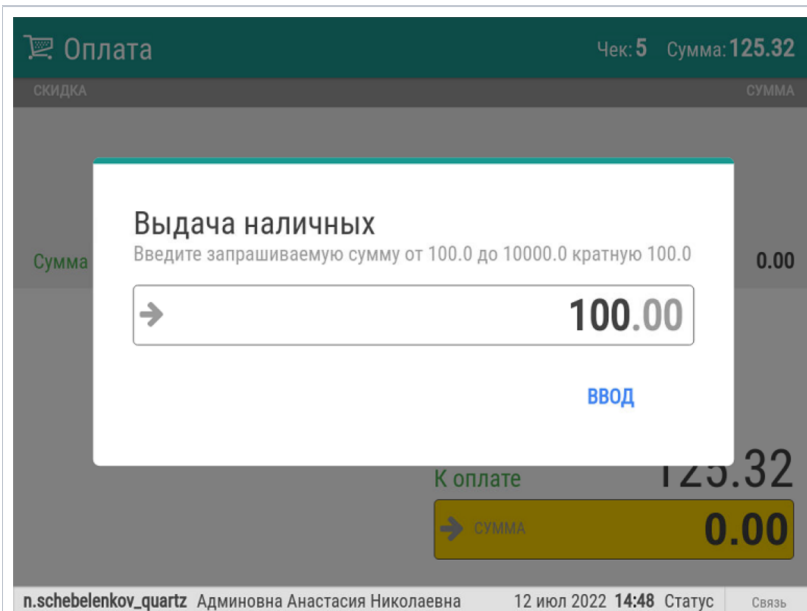 Оплата Чек: 5 Сумма: 125.32
СКИДКА СУММА
Выдача наличных
Введите запрашиваемую сумму от 100.0 до 10000.0 кратную 100.0
Сумма 0.00
100.00
ВВОД
К оплате 125.32
СУММА 0.00
n.schebelenkov_quartz Админовна Анастасия Николаевна 12 июл 2022 14:48 Статус Связь